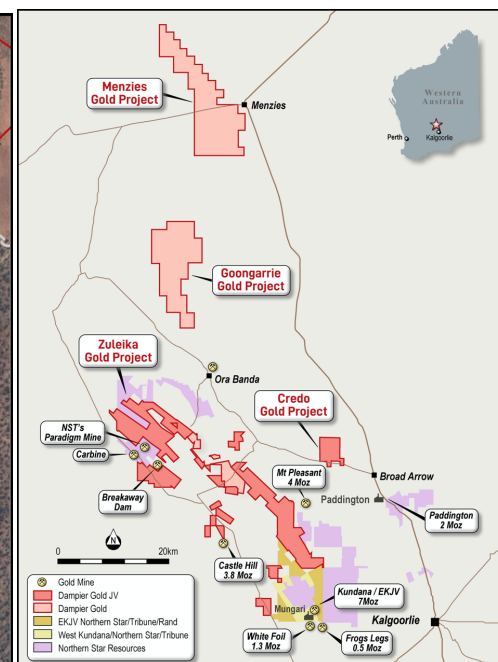 Menzies
Gold Project
Menzies
Western
Australia
Perth
Kalgoorlie
Goongarrie
Gold Project
Zuleika
Gold Project
Ora Banda
Credo
Gold Project
NST's
Paradigm Mine
Carbine
Mt Pleasant
4 Moz
Broad Arrow
Paddington
Breakaway
Dam
Paddington
2 Moz
N
0
20km
Castle Hill
3.8 Moz
Gold Mine
Dampier Gold JV
Dampier Gold
EKJV Northern Star/Tribune/Rand
West Kundana/Northern Star/Tribune
Northern Star Resources
Kundana / EKJV
7Moz
Mungari
Kalgoorlie
White Foil
1.3 Moz
Frogs Legs
0.5 Moz